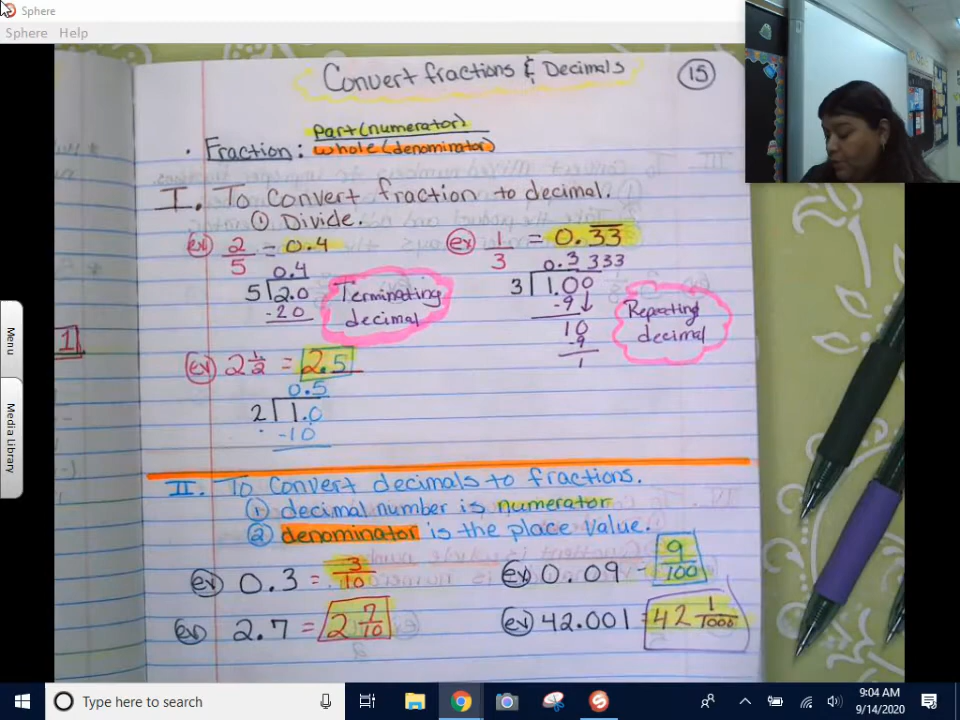 Sphere
Sphere Help
Convert fractions & Decimals 15
part(numerator)
• Fraction: whole(denominator)
I. To Convert fraction to decimal.
① Divide.
ex 2/5 = 0.4
0.4
5 2.0
-20
Terminating
decimal
ex 1/3 = 0.33
0.3 333
3 1.00
-9
10
-9
1
Repeating
decimal
1
ex 2 1/2 = 2.5
0.5
2 1.0
-10
II. To Convert decimals to fractions.
① decimal number is numerator
② denominator is the place value.
ex 0.3 = 3/10
ex 0.09 = 9/100
ex 2.7 = 2 7/10
ex 42.001 = 42 1/1000
Menu
Media Library
Type here to search
9:04 AM
9/14/2020